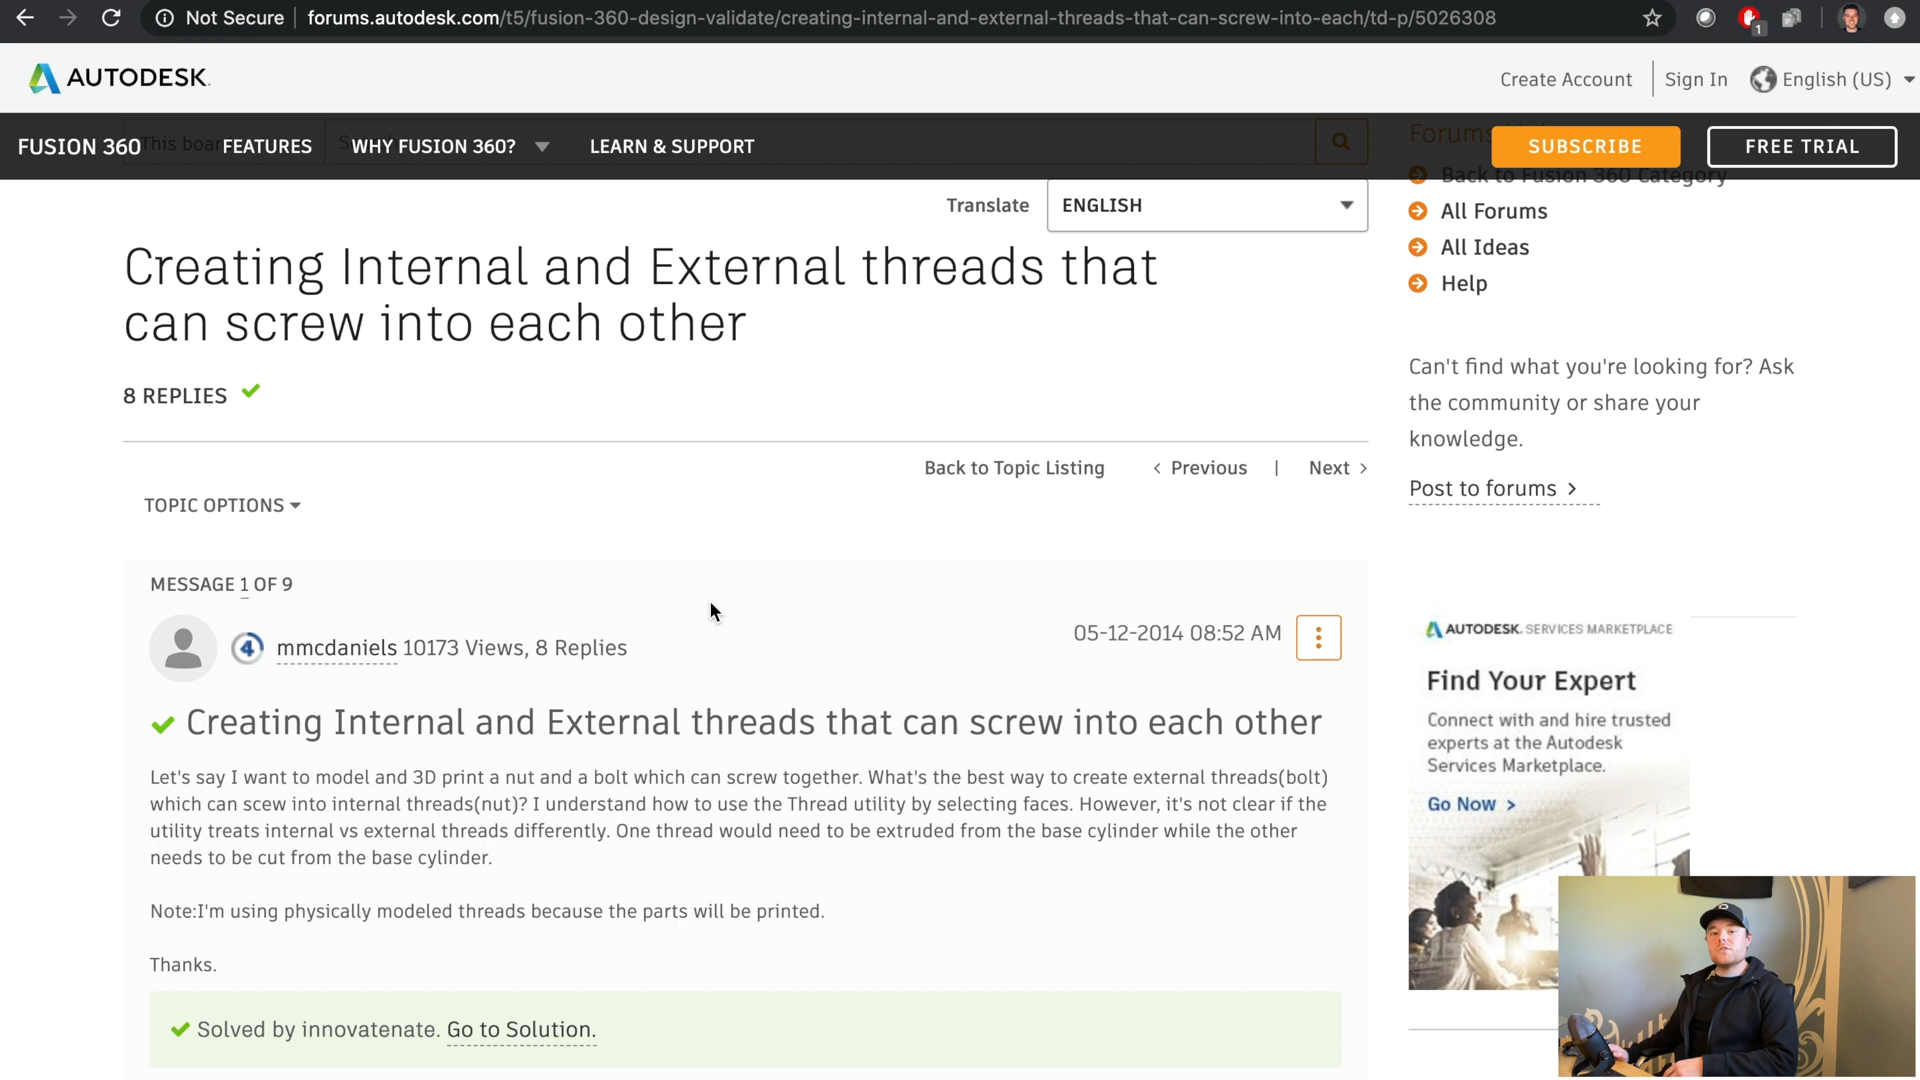 Not Secure
forums.autodesk.com/t5/fusion-360-design-validate/creating-internal-and-external-threads-that-can-screw-into-each/td-p/5026308
1
AUTODESK.
Create Account
Sign In
English (US)
FUSION 360
This boar
FEATURES
WHY FUSION 360?
LEARN & SUPPORT
Forums
SUBSCRIBE
FREE TRIAL
Back to Fusion 360 Category
Translate
ENGLISH
All Forums
All Ideas
Help
Creating Internal and External threads that
can screw into each other
8 REPLIES
Can't find what you're looking for? Ask
the community or share your
knowledge.
Post to forums >
Back to Topic Listing
< Previous | Next >
TOPIC OPTIONS
MESSAGE 1 OF 9
4
mmcdaniels 10173 Views, 8 Replies
05-12-2014 08:52 AM
Creating Internal and External threads that can screw into each other
Let's say I want to model and 3D print a nut and a bolt which can screw together. What's the best way to create external threads(bolt)
which can scew into internal threads(nut)? I understand how to use the Thread utility by selecting faces. However, it's not clear if the
utility treats internal vs external threads differently. One thread would need to be extruded from the base cylinder while the other
needs to be cut from the base cylinder.
Note:I'm using physically modeled threads because the parts will be printed.
Thanks.
Solved by innovatenate. Go to Solution.
AUTODESK. SERVICES MARKETPLACE
Find Your Expert
Connect with and hire trusted
experts at the Autodesk
Services Marketplace.
Go Now >